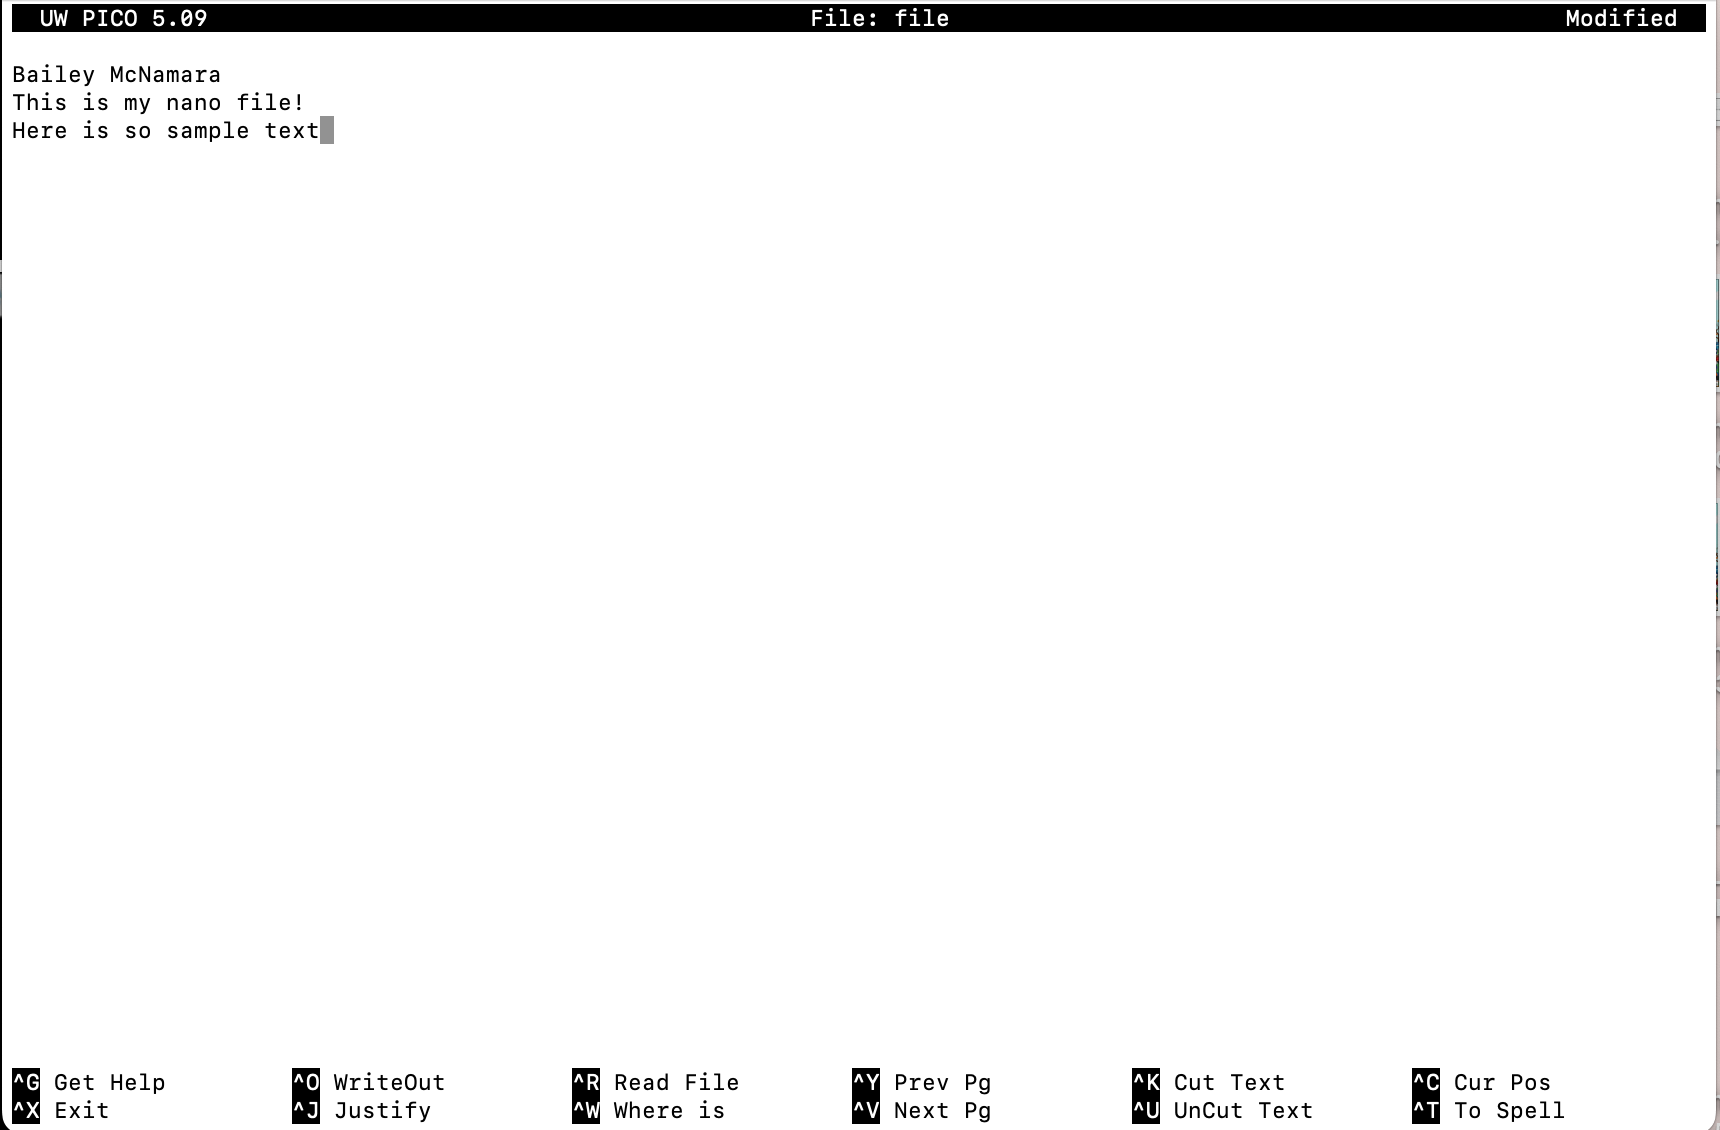 UW PICO 5.09 File: file Modified
Bailey McNamara
This is my nano file!
Here is so sample text
^G Get Help ^O WriteOut ^R Read File ^Y Prev Pg ^K Cut Text ^C Cur Pos
^X Exit ^J Justify ^W Where is ^V Next Pg ^U UnCut Text ^T To Spell